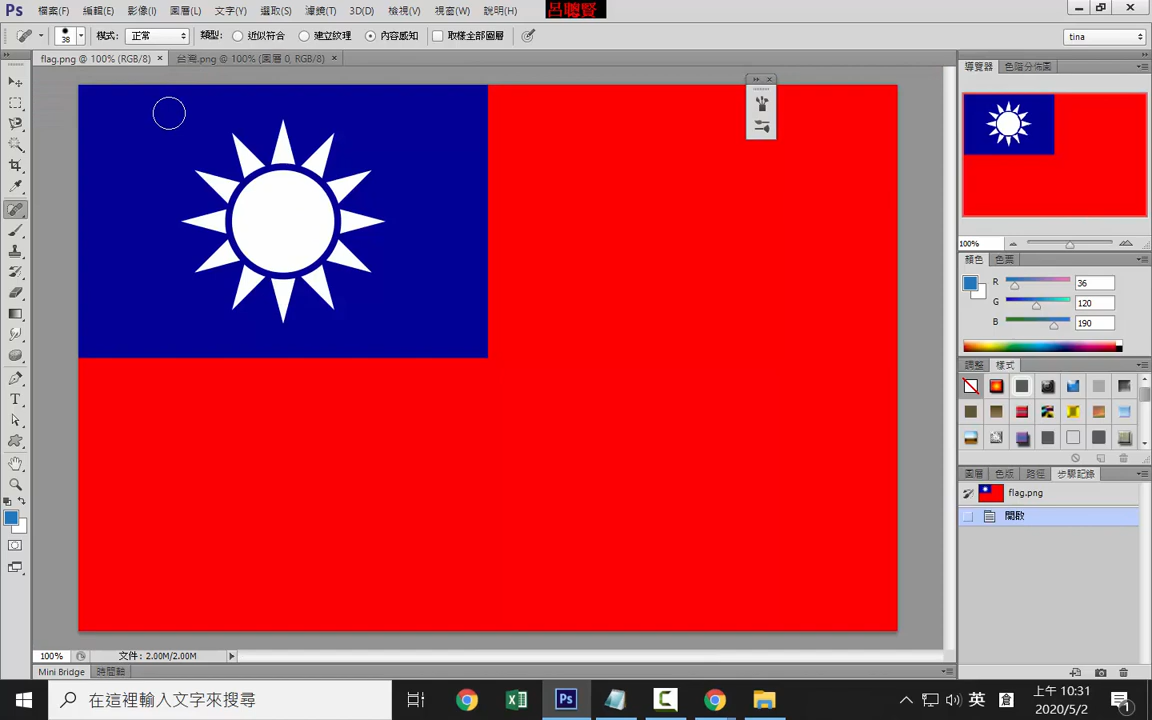 Ps 檔案(F) 編輯(E) 影像(I) 圖層(L) 文字(Y) 選取(S) 濾鏡(T) 3D(D) 檢視(V) 視窗(W) 說明(H) 呂聰賢
38 模式: 正常 類型: 近似符合 建立紋理 內容感知 取樣全部圖層 tina
flag.png @ 100% (RGB/8) × 台灣.png @ 100% (圖層 0, RGB/8) ×
導覽器 色階分佈圖
100%
顏色 色票
R 36
G 120
B 190
調整 樣式
圖層 色版 路徑 步驟記錄
flag.png
開啟
100% 文件: 2.00M/2.00M
Mini Bridge 時間軸
在這裡輸入文字來搜尋
英
上午 10:31
2020/5/2
1